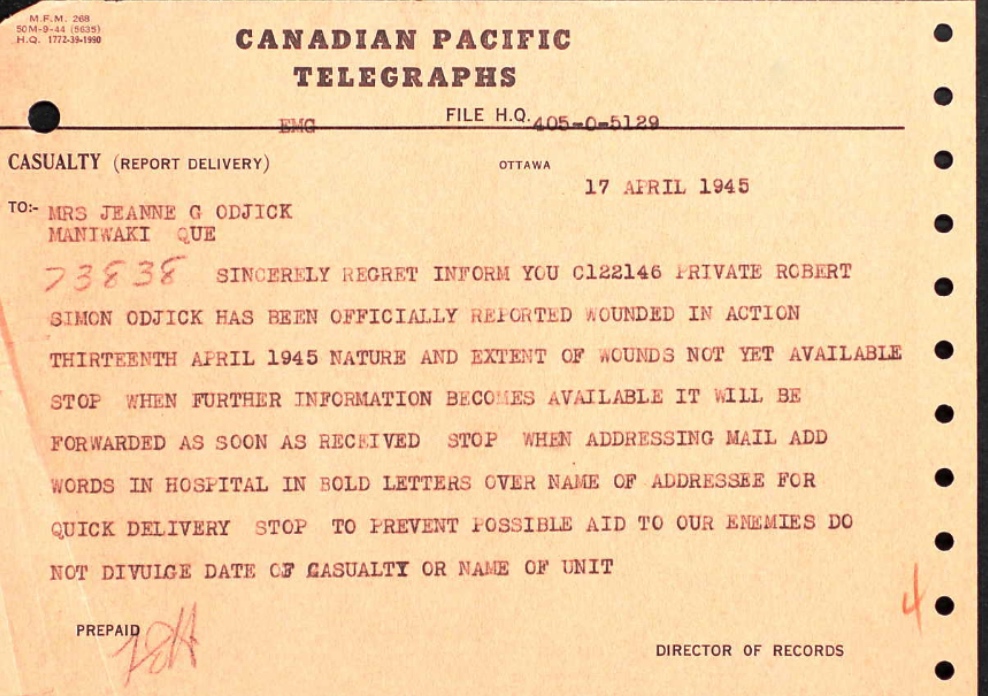 M.F.M. 268
50M-9-44 (5635)
H.Q. 1772-39-1990
CANADIAN PACIFIC
TELEGRAPHS
EMG FILE H.Q. 405-0-5129
CASUALTY (REPORT DELIVERY) OTTAWA
17 APRIL 1945
TO:- MRS JEANNE G ODJICK
MANIWAKI QUE
73838 SINCERELY REGRET INFORM YOU C122146 PRIVATE ROBERT
SIMON ODJICK HAS BEEN OFFICIALLY REPORTED WOUNDED IN ACTION
THIRTEENTH APRIL 1945 NATURE AND EXTENT OF WOUNDS NOT YET AVAILABLE
STOP WHEN FURTHER INFORMATION BECOMES AVAILABLE IT WILL BE
FORWARDED AS SOON AS RECEIVED STOP WHEN ADDRESSING MAIL ADD
WORDS IN HOSPITAL IN BOLD LETTERS OVER NAME OF ADDRESSEE FOR
QUICK DELIVERY STOP TO PREVENT POSSIBLE AID TO OUR ENEMIES DO
NOT DIVULGE DATE OF CASUALTY OR NAME OF UNIT
4
PREPAID
DIRECTOR OF RECORDS